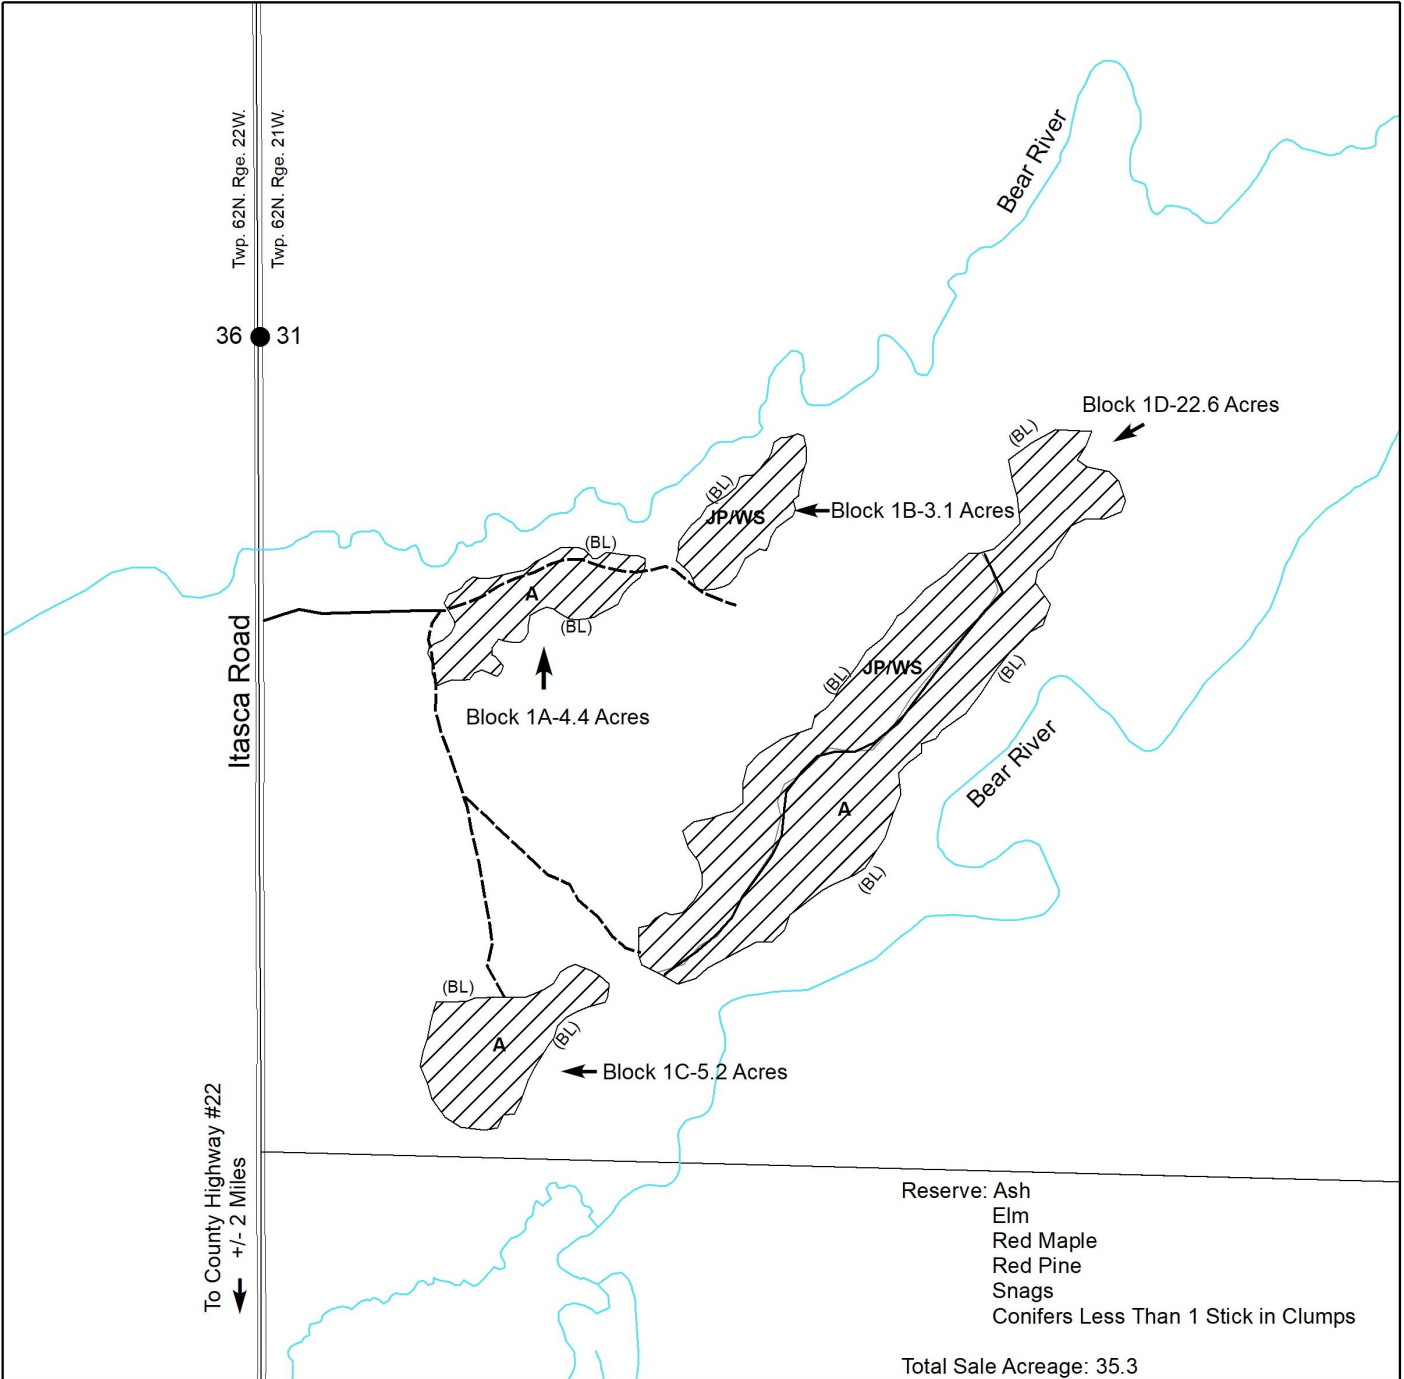 Twp. 62N. Rge. 22W.
Twp. 62N. Rge. 21W.
Bear River
36
31
Block 1D-22.6 Acres
(BL)
(BL)
JP/WS
Block 1B-3.1 Acres
(BL)
A
(BL)
Itasca Road
Block 1A-4.4 Acres
(BL)
JP/WS
(BL)
Bear River
A
(BL)
(BL)
A
(BL)
Block 1C-5.2 Acres
To County Highway #22
+/- 2 Miles
Reserve: Ash
Elm
Red Maple
Red Pine
Snags
Conifers Less Than 1 Stick in Clumps
Total Sale Acreage: 35.3